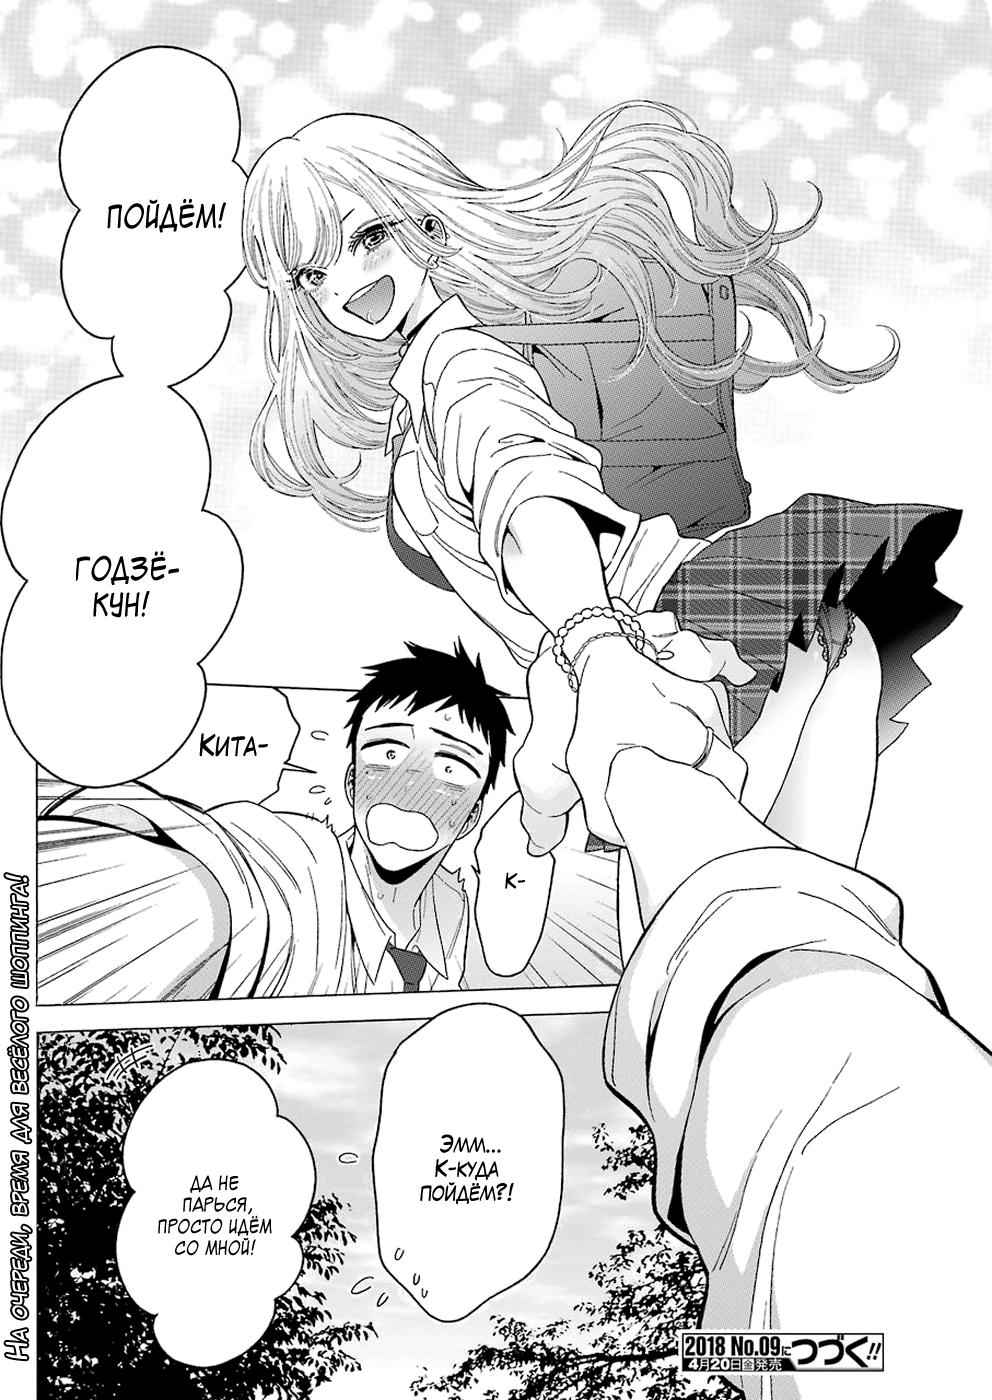 ПОЙДЁМ!
ГОДЗЁ-
КУН!
КИТА-
К-
ЭММ...
К-КУДА
ПОЙДЁМ?!
ДА НЕ
ПАРЬСЯ,
ПРОСТО ИДЁМ
СО МНОЙ!
НА ОЧЕРЕДИ, ВРЕМЯ ДЛЯ ВЕСЁЛОГО ШОППИНГА!
2018 No.09に
4月20日金発売
つづく!!